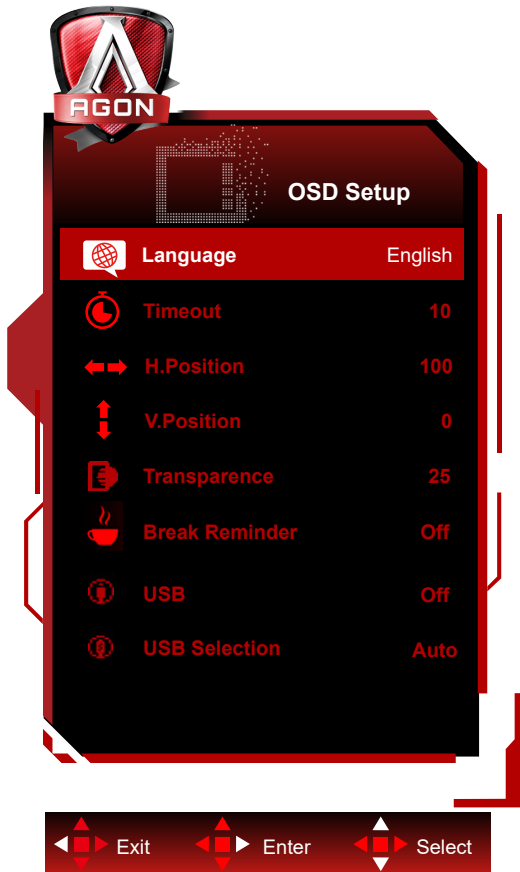 AGON
OSD Setup
Language English
Timeout 10
H.Position 100
V.Position 0
Transparence 25
Break Reminder Off
USB Off
USB Selection Auto
Exit Enter Select